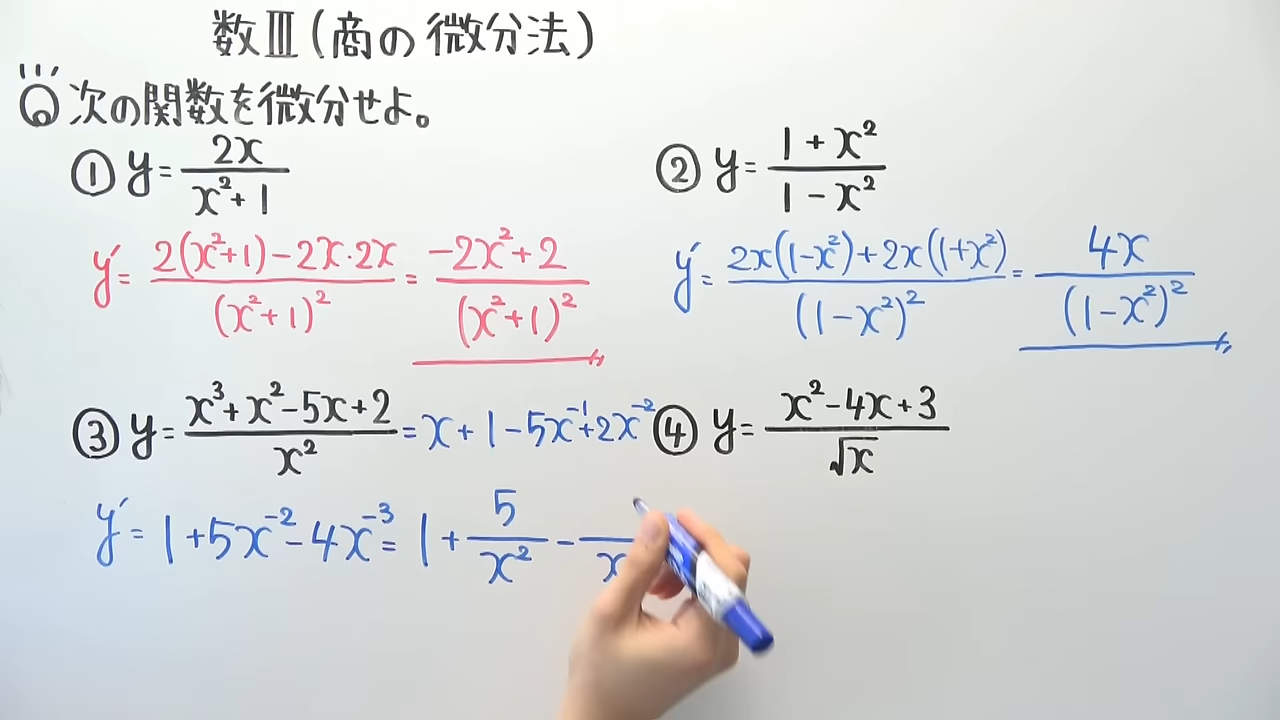 数Ⅲ(商の微分法)
Q 次の関数を微分せよ。
① y = 2x / (x²+1)
② y = (1+x²) / (1-x²)
y' = (2(x²+1)-2x·2x) / (x²+1)² = (-2x²+2) / (x²+1)²
y' = (2x(1-x²)+2x(1+x²)) / (1-x²)² = 4x / (1-x²)²
③ y = (x³+x²-5x+2) / x² = x+1-5x⁻¹+2x⁻²
④ y = (x²-4x+3) / √x
y' = 1+5x⁻²-4x⁻³ = 1 + 5/x² -